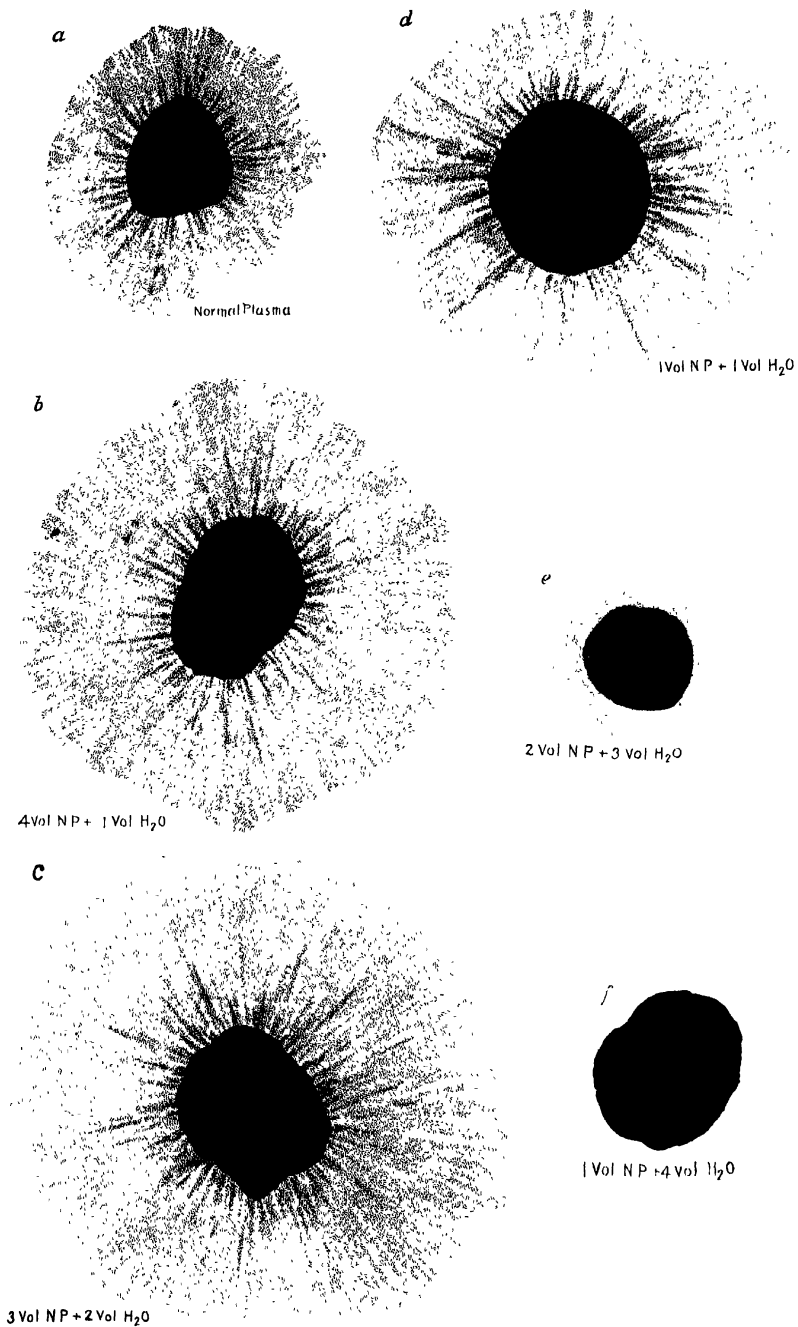 a
Normal Plasma
d
1 Vol N P + 1 Vol H₂O
b
4 Vol N P + 1 Vol H₂O
e
2 Vol N P + 3 Vol H₂O
C
3 Vol N P + 2 Vol H₂O
f
1 Vol N P + 4 Vol H₂O